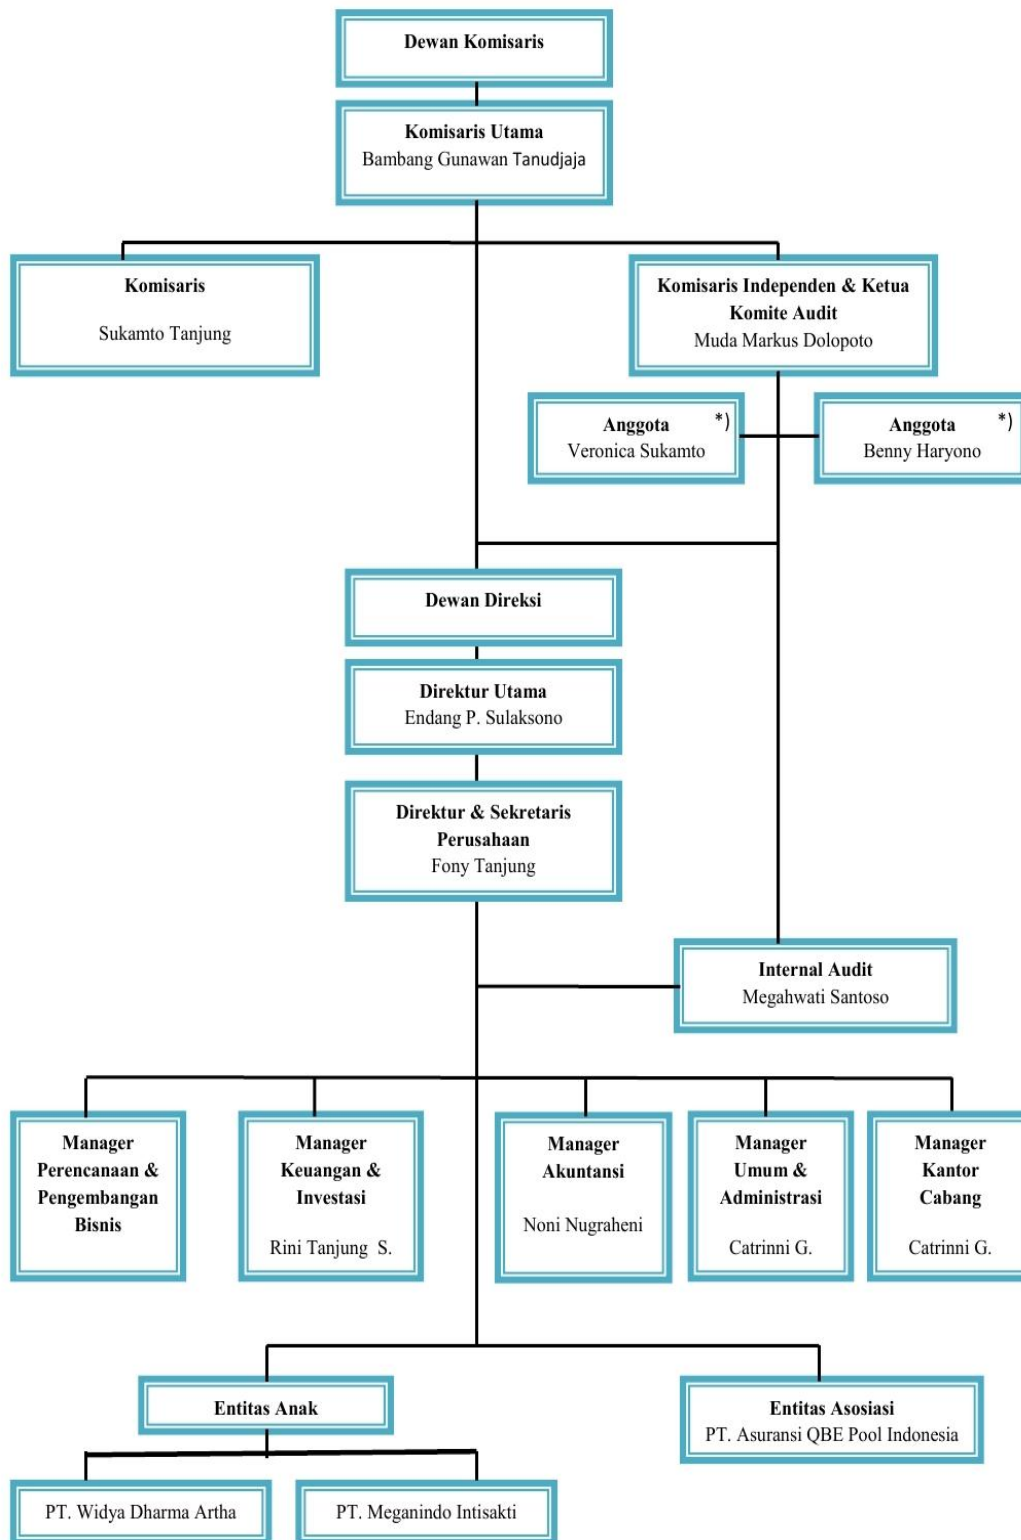 Dewan Komisaris
Komisaris Utama
Bambang Gunawan Tanudjaja
Komisaris
Sukamto Tanjung
Komisaris Independen & Ketua
Komite Audit
Muda Markus Dolopoto
Anggota *)
Veronica Sukamto
Anggota *)
Benny Haryono
Dewan Direksi
Direktur Utama
Endang P. Sulaksono
Direktur & Sekretaris
Perusahaan
Fony Tanjung
Internal Audit
Megahwati Santoso
Manager
Perencanaan &
Pengembangan
Bisnis
Manager
Keuangan &
Investasi
Rini Tanjung S.
Manager
Akuntansi
Noni Nugraheni
Manager
Umum &
Administrasi
Catrinni G.
Manager
Kantor
Cabang
Catrinni G.
Entitas Anak
Entitas Asosiasi
PT. Asuransi QBE Pool Indonesia
PT. Widya Dharma Artha
PT. Meganindo Intisakti